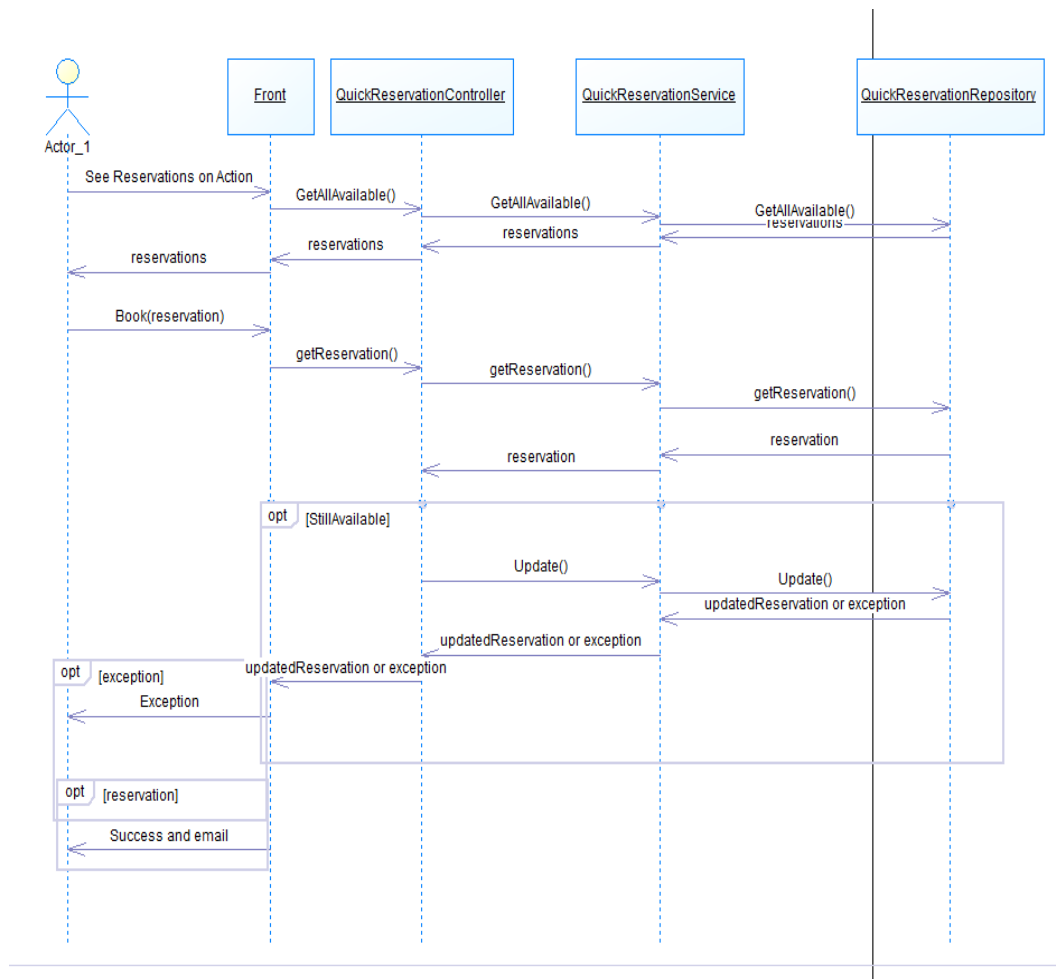 Actor_1
Front
QuickReservationController
QuickReservationService
QuickReservationRepository
See Reservations on Action
GetAllAvailable()
GetAllAvailable()
GetAllAvailable()
reservations
reservations
reservations
reservations
Book(reservation)
getReservation()
getReservation()
getReservation()
reservation
reservation
opt [StillAvailable]
Update()
Update()
updatedReservation or exception
updatedReservation or exception
updatedReservation or exception
opt [exception]
Exception
opt [reservation]
Success and email